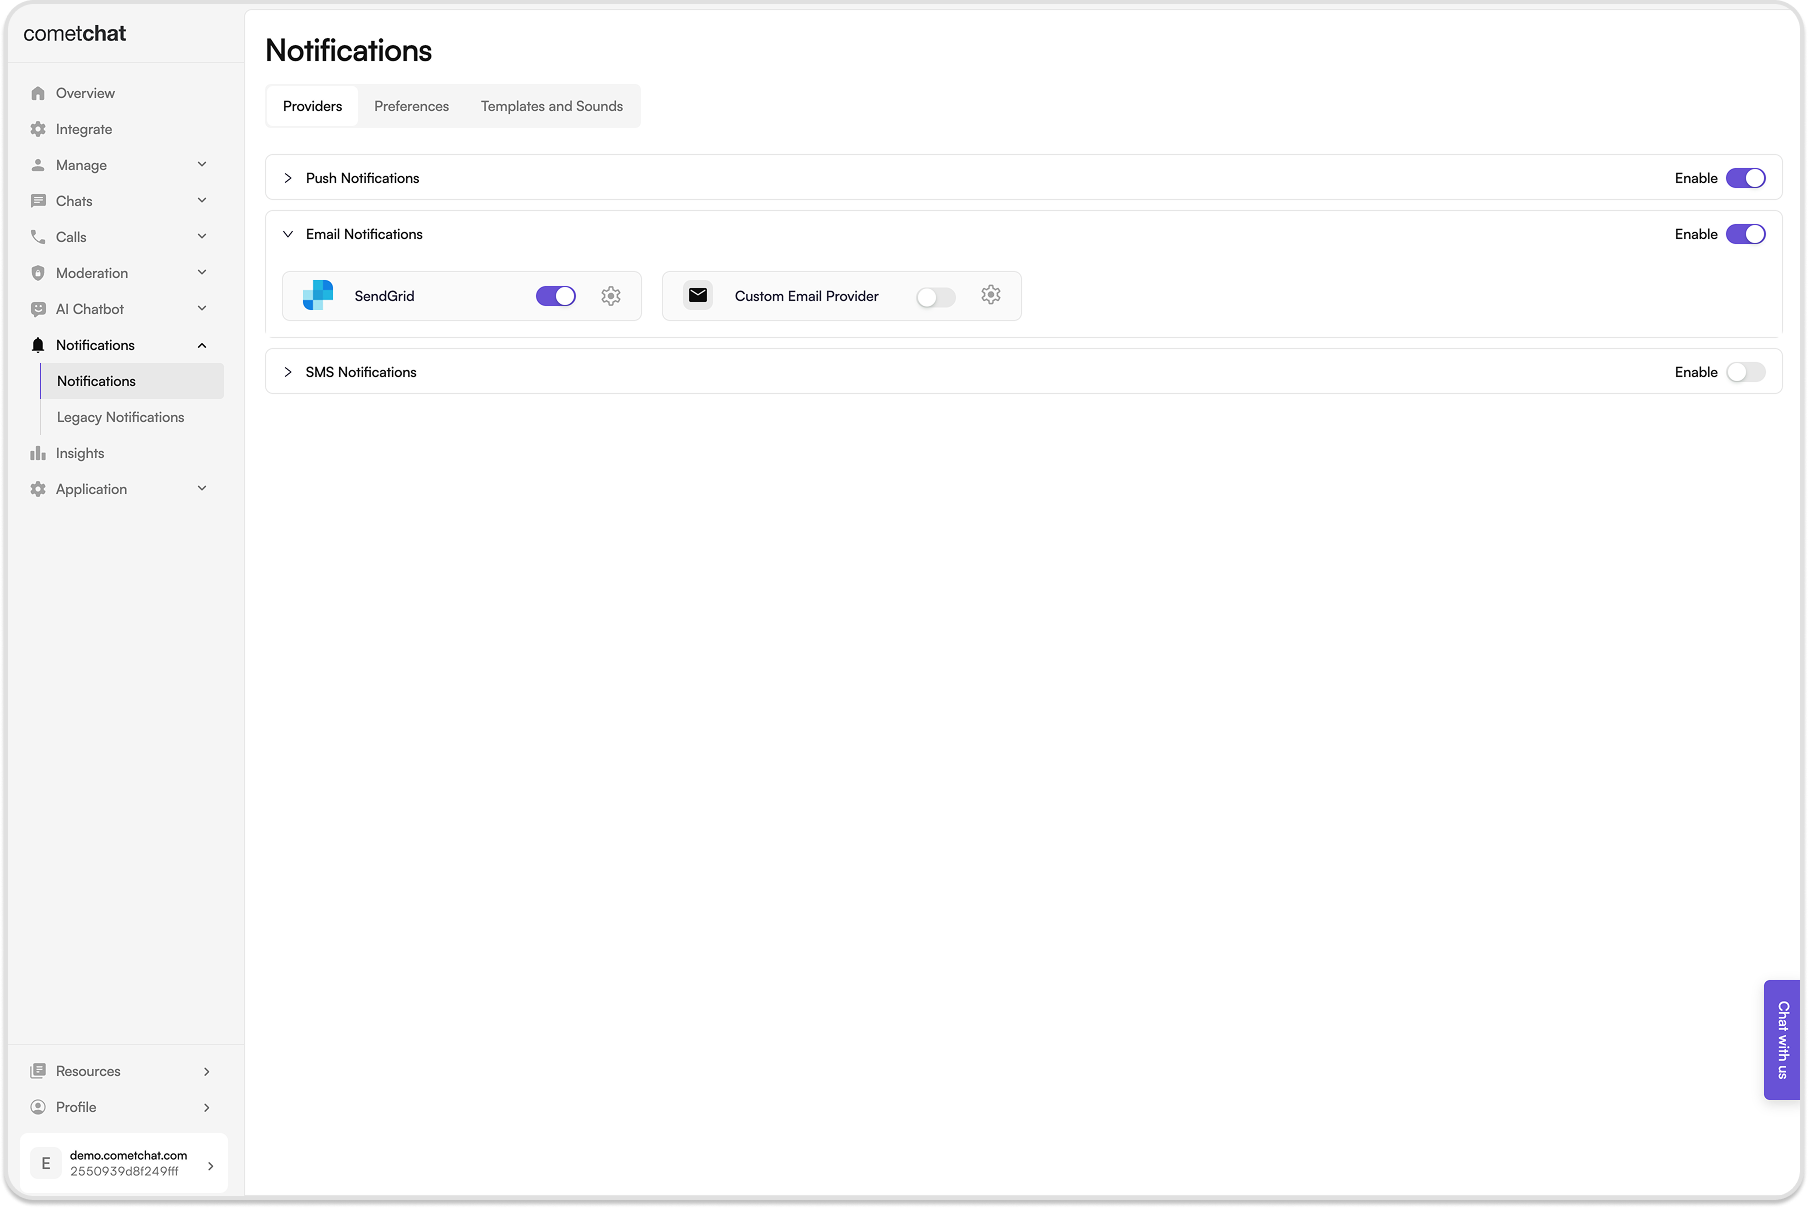 cometchat
Overview
Integrate
Manage
Chats
Calls
Moderation
AI Chatbot
Notifications
Notifications
Legacy Notifications
Insights
Application
Resources
Profile
E
demo.cometchat.com
2550939d8f249fff
Notifications
Providers Preferences Templates and Sounds
Push Notifications Enable
Email Notifications Enable
SendGrid Custom Email Provider
SMS Notifications Enable
Chat with us